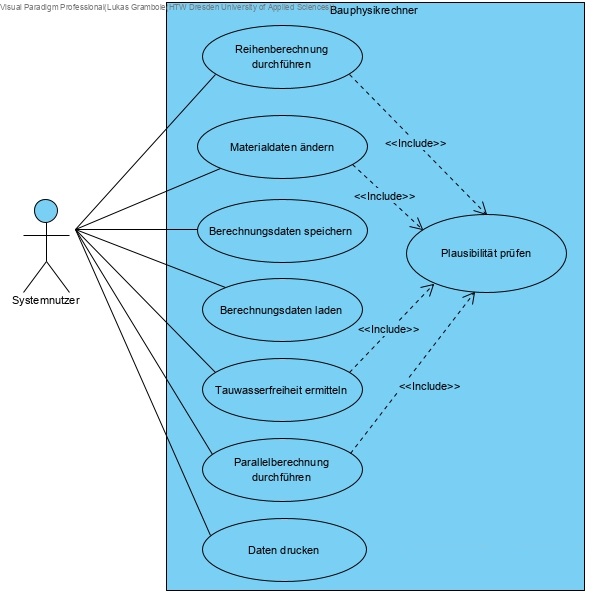 Visual Paradigm Professional(Lukas Grambole(HTW Dresden University of Applied Sciences))
Bauphysikrechner
Reihenberechnung
durchführen
<<Include>>
Materialdaten ändern
<<Include>>
Berechnungsdaten speichern
Plausibilität prüfen
Systemnutzer
Berechnungsdaten laden
<<Include>>
Tauwasserfreiheit ermitteln
<<Include>>
Parallelberechnung
durchführen
Daten drucken